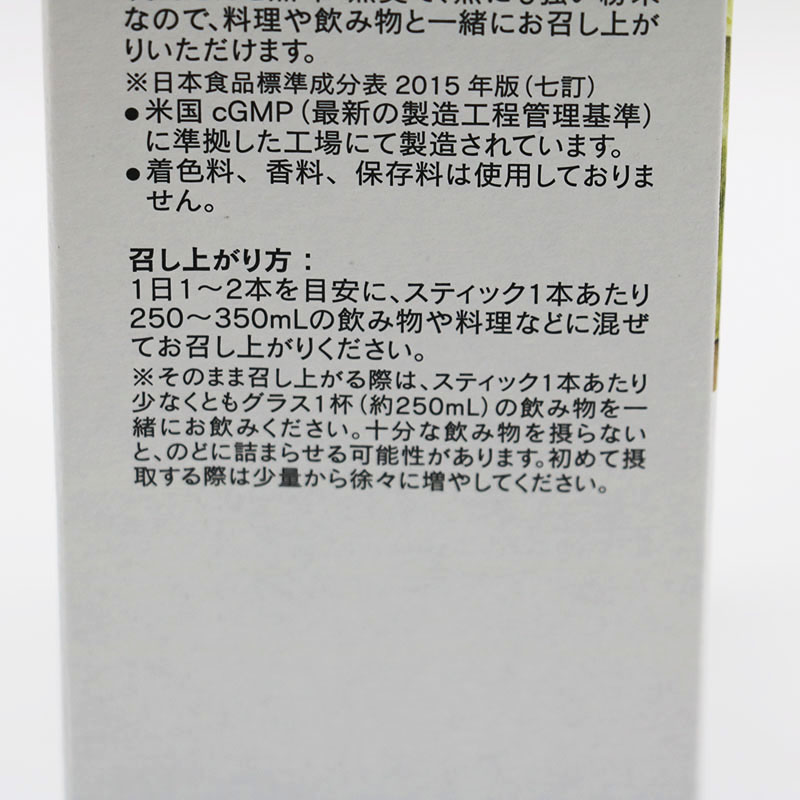 なので、料理や飲み物と一緒にお召し上が
りいただけます。
※日本食品標準成分表 2015 年版（七訂）
●米国 cGMP（最新の製造工程管理基準）
に準拠した工場にて製造されています。
●着色料、香料、保存料は使用しておりま
せん。
召し上がり方：
1日1～2本を目安に、スティック1本あたり
250～350mLの飲み物や料理などに混ぜ
てお召し上がりください。
※そのまま召し上がる際は、スティック1本あたり
少なくともグラス1杯（約250mL）の飲み物を一
緒にお飲みください。十分な飲み物を摂らない
と、のどに詰まらせる可能性があります。初めて摂
取する際は少量から徐々に増やしてください。